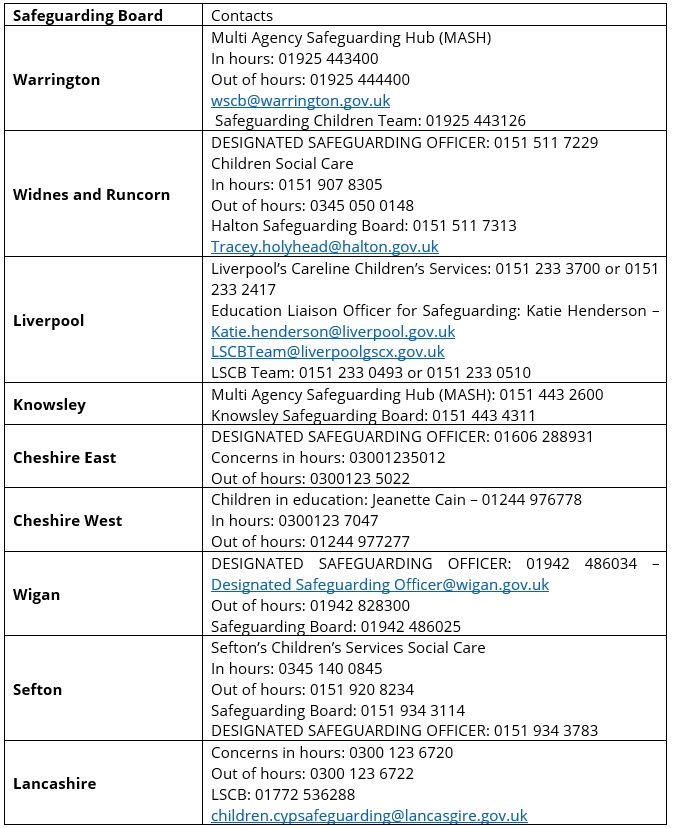 Safeguarding Board Contacts
Warrington
Multi Agency Safeguarding Hub (MASH)
In hours: 01925 443400
Out of hours: 01925 444400
wscb@warrington.gov.uk
Safeguarding Children Team: 01925 443126
Widnes and Runcorn
DESIGNATED SAFEGUARDING OFFICER: 0151 511 7229
Children Social Care
In hours: 0151 907 8305
Out of hours: 0345 050 0148
Halton Safeguarding Board: 0151 511 7313
Tracey.holyhead@halton.gov.uk
Liverpool
Liverpool's Careline Children's Services: 0151 233 3700 or 0151
233 2417
Education Liaison Officer for Safeguarding: Katie Henderson –
Katie.henderson@liverpool.gov.uk
LSCBTeam@liverpoolgscx.gov.uk
LSCB Team: 0151 233 0493 or 0151 233 0510
Knowsley
Multi Agency Safeguarding Hub (MASH): 0151 443 2600
Knowsley Safeguarding Board: 0151 443 4311
Cheshire East
DESIGNATED SAFEGUARDING OFFICER: 01606 288931
Concerns in hours: 03001235012
Out of hours: 0300123 5022
Cheshire West
Children in education: Jeanette Cain – 01244 976778
In hours: 0300123 7047
Out of hours: 01244 977277
Wigan
DESIGNATED SAFEGUARDING OFFICER: 01942 486034 –
Designated Safeguarding Officer@wigan.gov.uk
Out of hours: 01942 828300
Safeguarding Board: 01942 486025
Sefton
Sefton's Children's Services Social Care
In hours: 0345 140 0845
Out of hours: 0151 920 8234
Safeguarding Board: 0151 934 3114
DESIGNATED SAFEGUARDING OFFICER: 0151 934 3783
Lancashire
Concerns in hours: 0300 123 6720
Out of hours: 0300 123 6722
LSCB: 01772 536288
children.cypsafeguarding@lancasgire.gov.uk